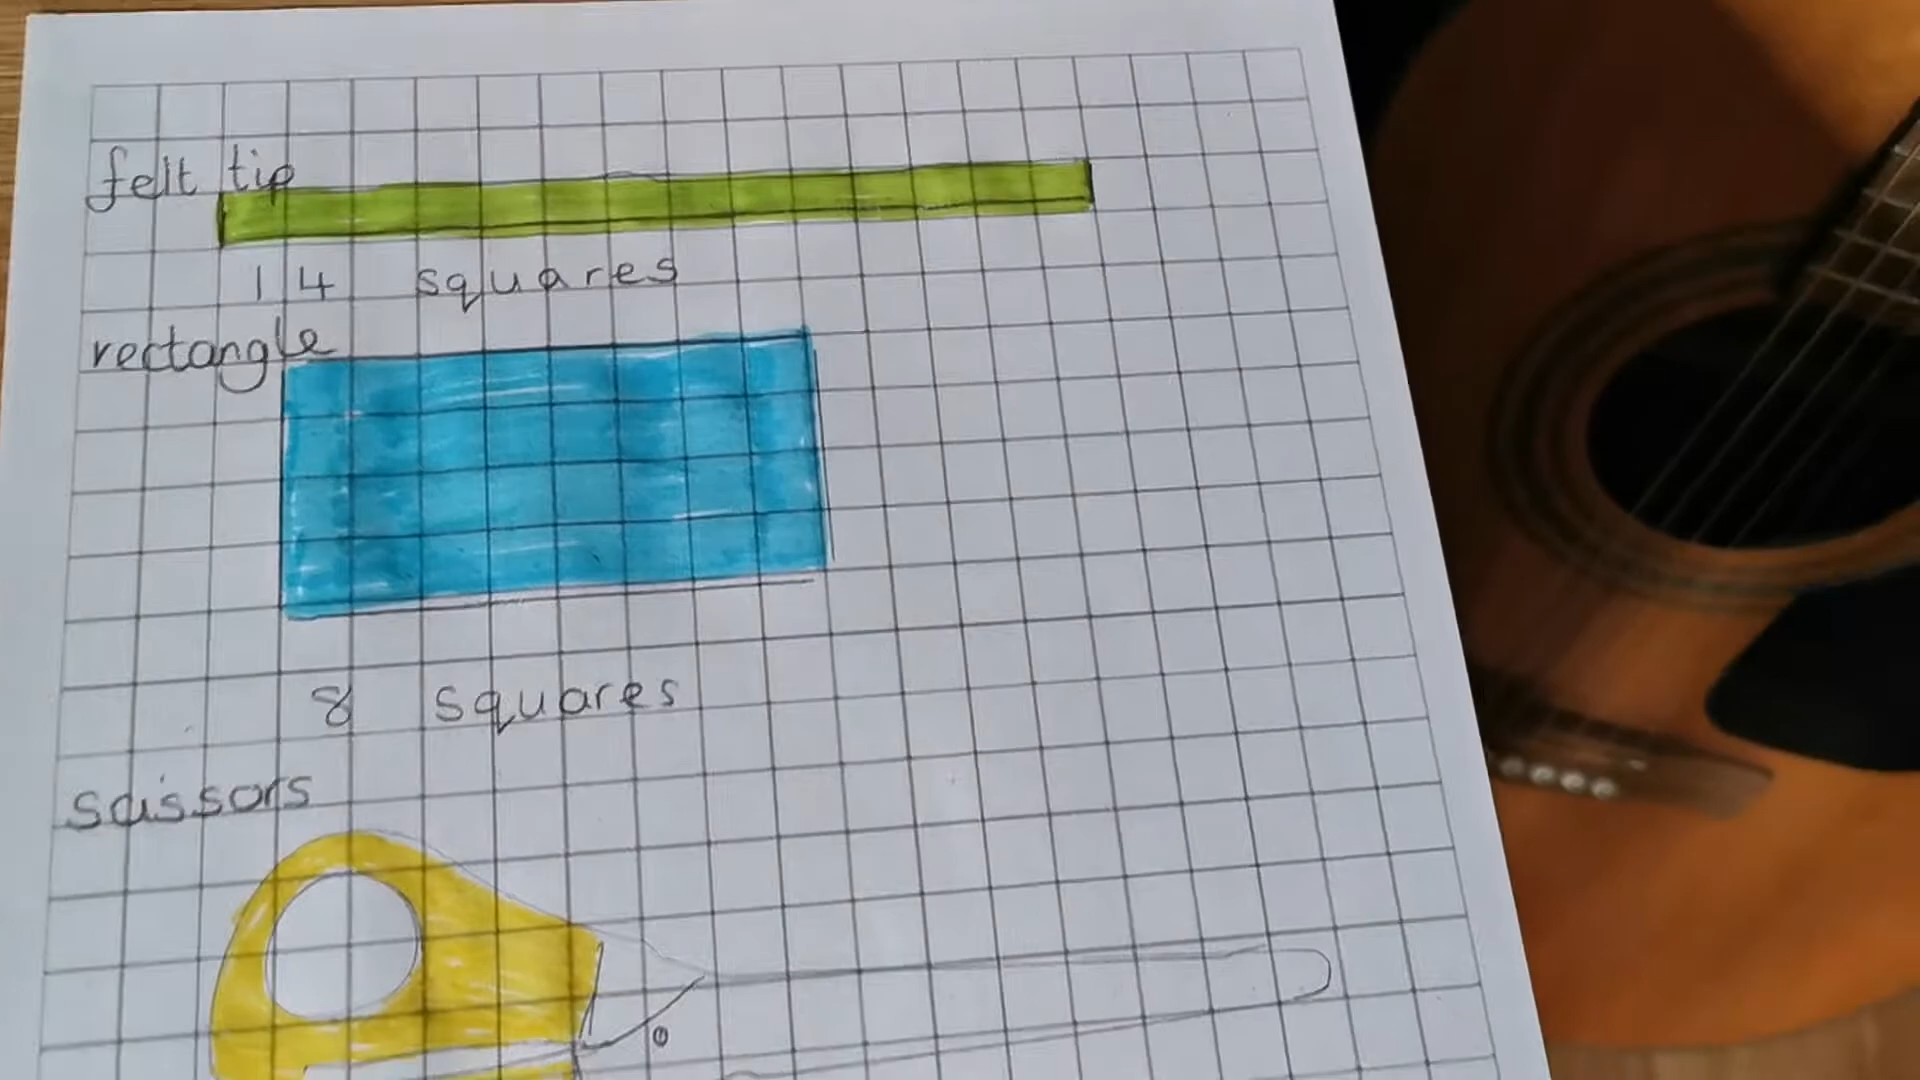 felt tip
14 squares
rectangle
8 squares
scissors